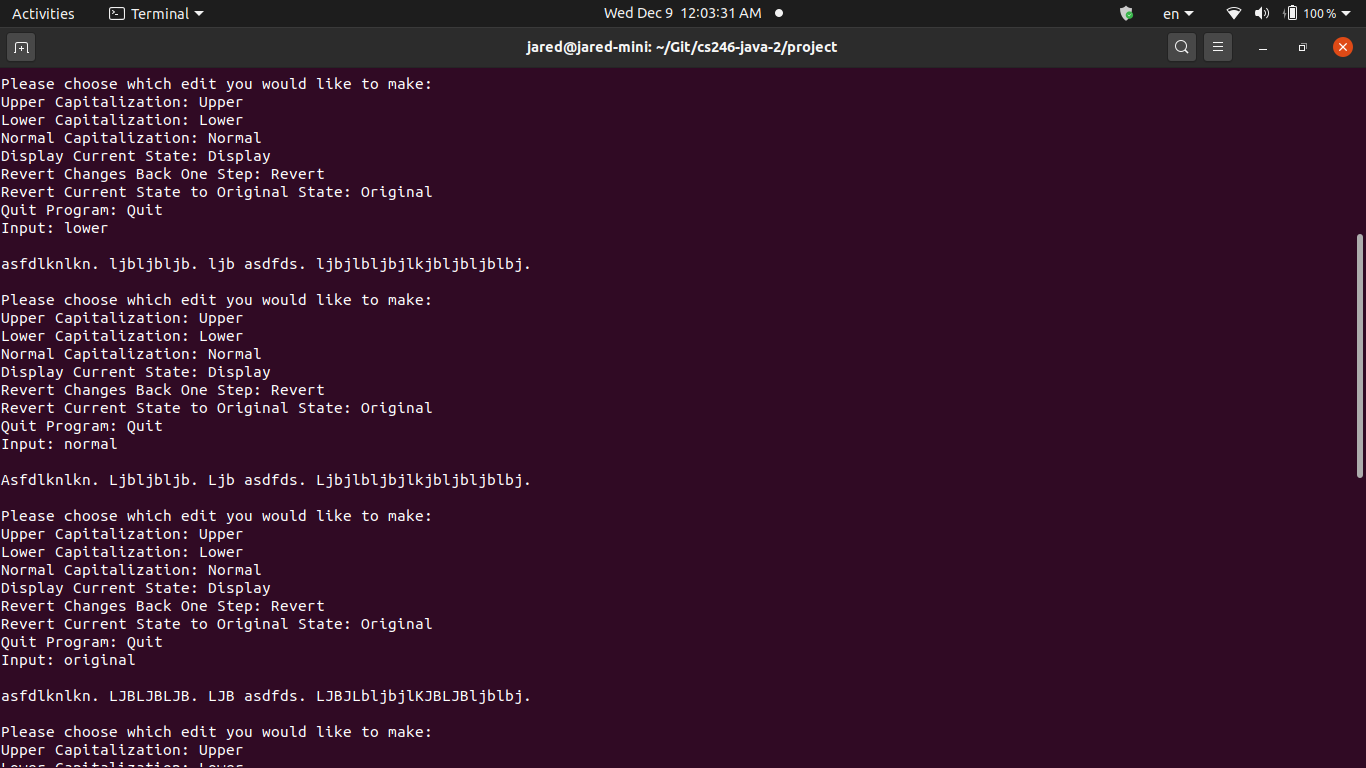 Activities Terminal Wed Dec 9 12:03:31 AM en 100 %
jared@jared-mini: ~/Git/cs246-java-2/project
Please choose which edit you would like to make:
Upper Capitalization: Upper
Lower Capitalization: Lower
Normal Capitalization: Normal
Display Current State: Display
Revert Changes Back One Step: Revert
Revert Current State to Original State: Original
Quit Program: Quit
Input: lower
asfdlknlkn. ljbljbljb. ljb asdfds. ljbjlbljbjlkjbljbljblbj.
Please choose which edit you would like to make:
Upper Capitalization: Upper
Lower Capitalization: Lower
Normal Capitalization: Normal
Display Current State: Display
Revert Changes Back One Step: Revert
Revert Current State to Original State: Original
Quit Program: Quit
Input: normal
Asfdlknlkn. Ljbljbljb. Ljb asdfds. Ljbjlbljbjlkjbljbljblbj.
Please choose which edit you would like to make:
Upper Capitalization: Upper
Lower Capitalization: Lower
Normal Capitalization: Normal
Display Current State: Display
Revert Changes Back One Step: Revert
Revert Current State to Original State: Original
Quit Program: Quit
Input: original
asfdlknlkn. LJBLJBLJB. LJB asdfds. LJBJLbljbjlKJBLJBljblbj.
Please choose which edit you would like to make:
Upper Capitalization: Upper
Lower Capitalization: Lower